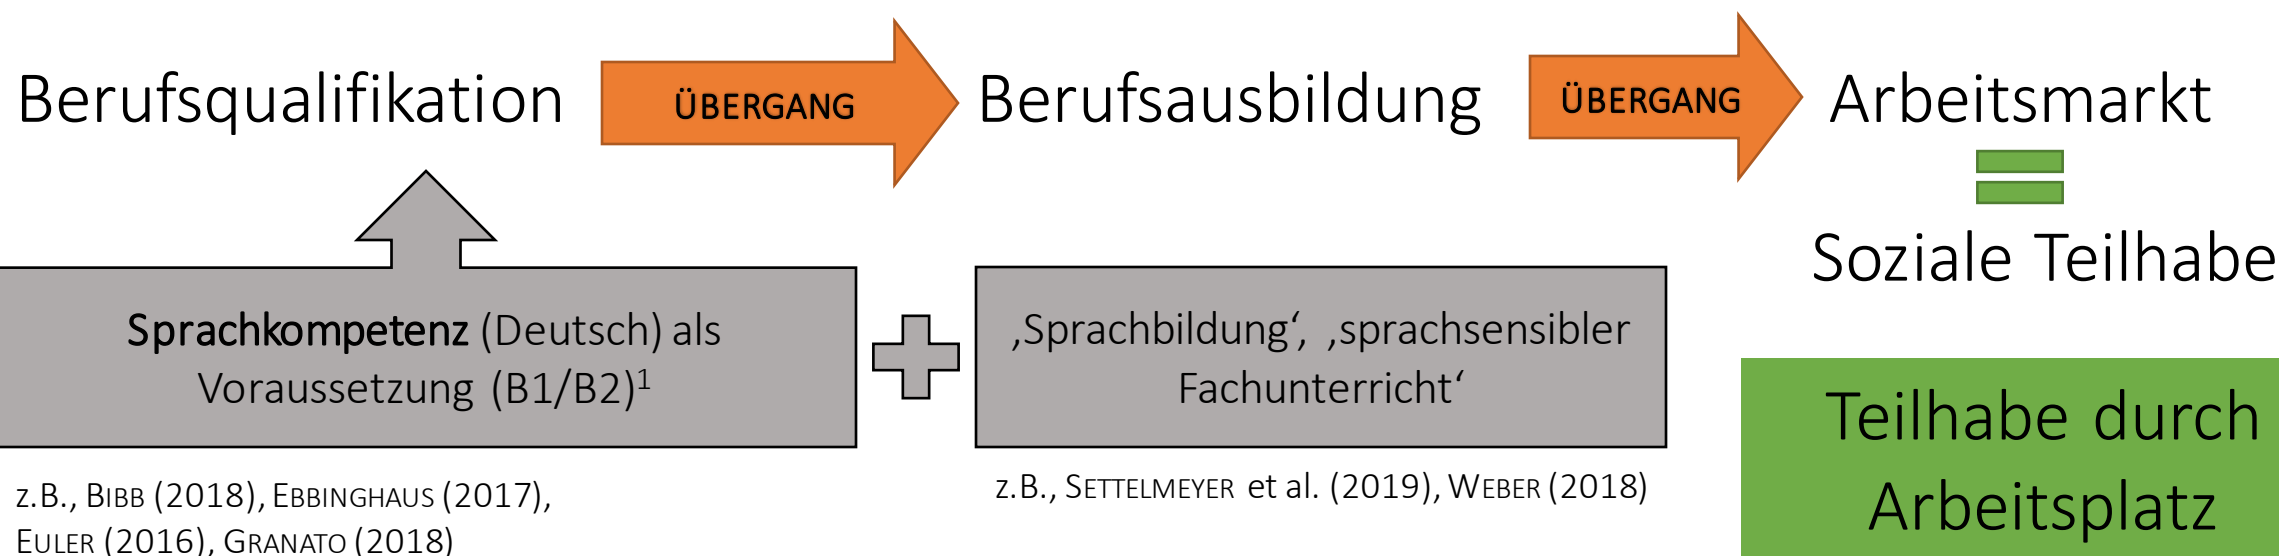 Berufsqualifikation
ÜBERGANG
Berufsausbildung
ÜBERGANG
Arbeitsmarkt
Soziale Teilhabe
Sprachkompetenz (Deutsch) als
Voraussetzung (B1/B2)¹
‚Sprachbildung‘, ‚sprachsensibler
Fachunterricht‘
Teilhabe durch
Arbeitsplatz
z.B., BIBB (2018), EBBINGHAUS (2017),
EULER (2016), GRANATO (2018)
z.B., SETTELMEYER et al. (2019), WEBER (2018)